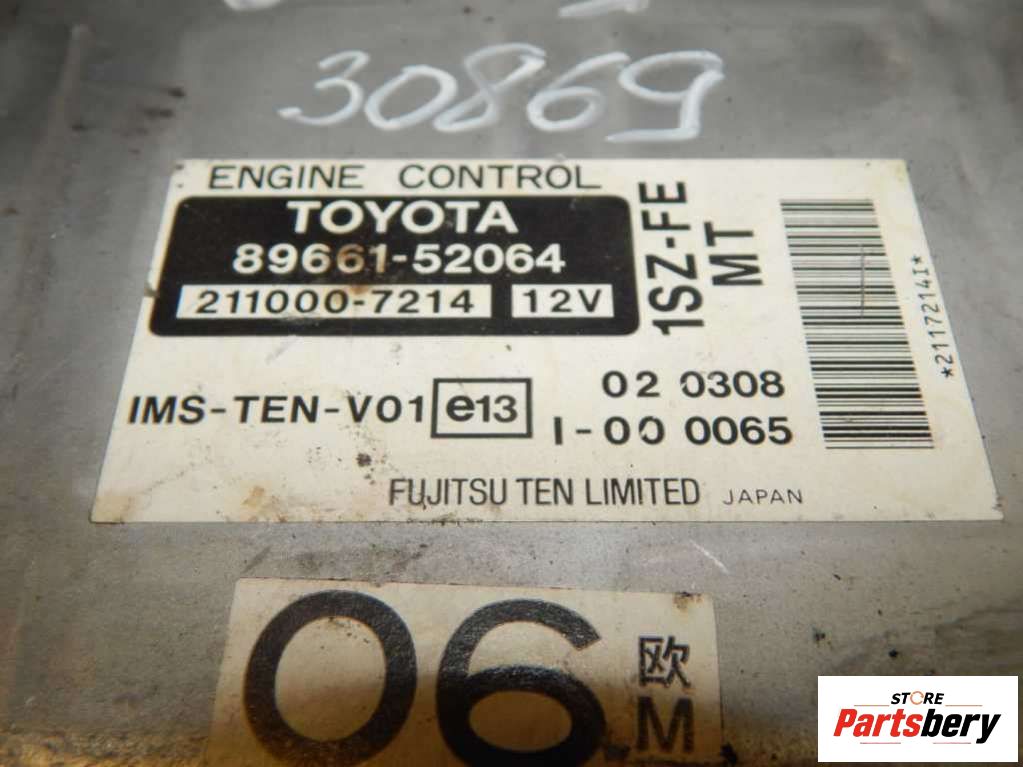 30869
ENGINE CONTROL
TOYOTA
89661-52064
211000-7214 12V
1SZ-FE
MT
*2117214I*
IMS-TEN-V01 e13 02 0308
I-00 0065
FUJITSU TEN LIMITED JAPAN
06 欧
M
STORE
Partsbery